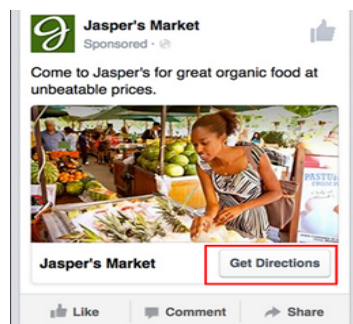 Jasper's Market
Sponsored ·
Come to Jasper's for great organic food at
unbeatable prices.
Jasper's Market
Get Directions
Like
Comment
Share